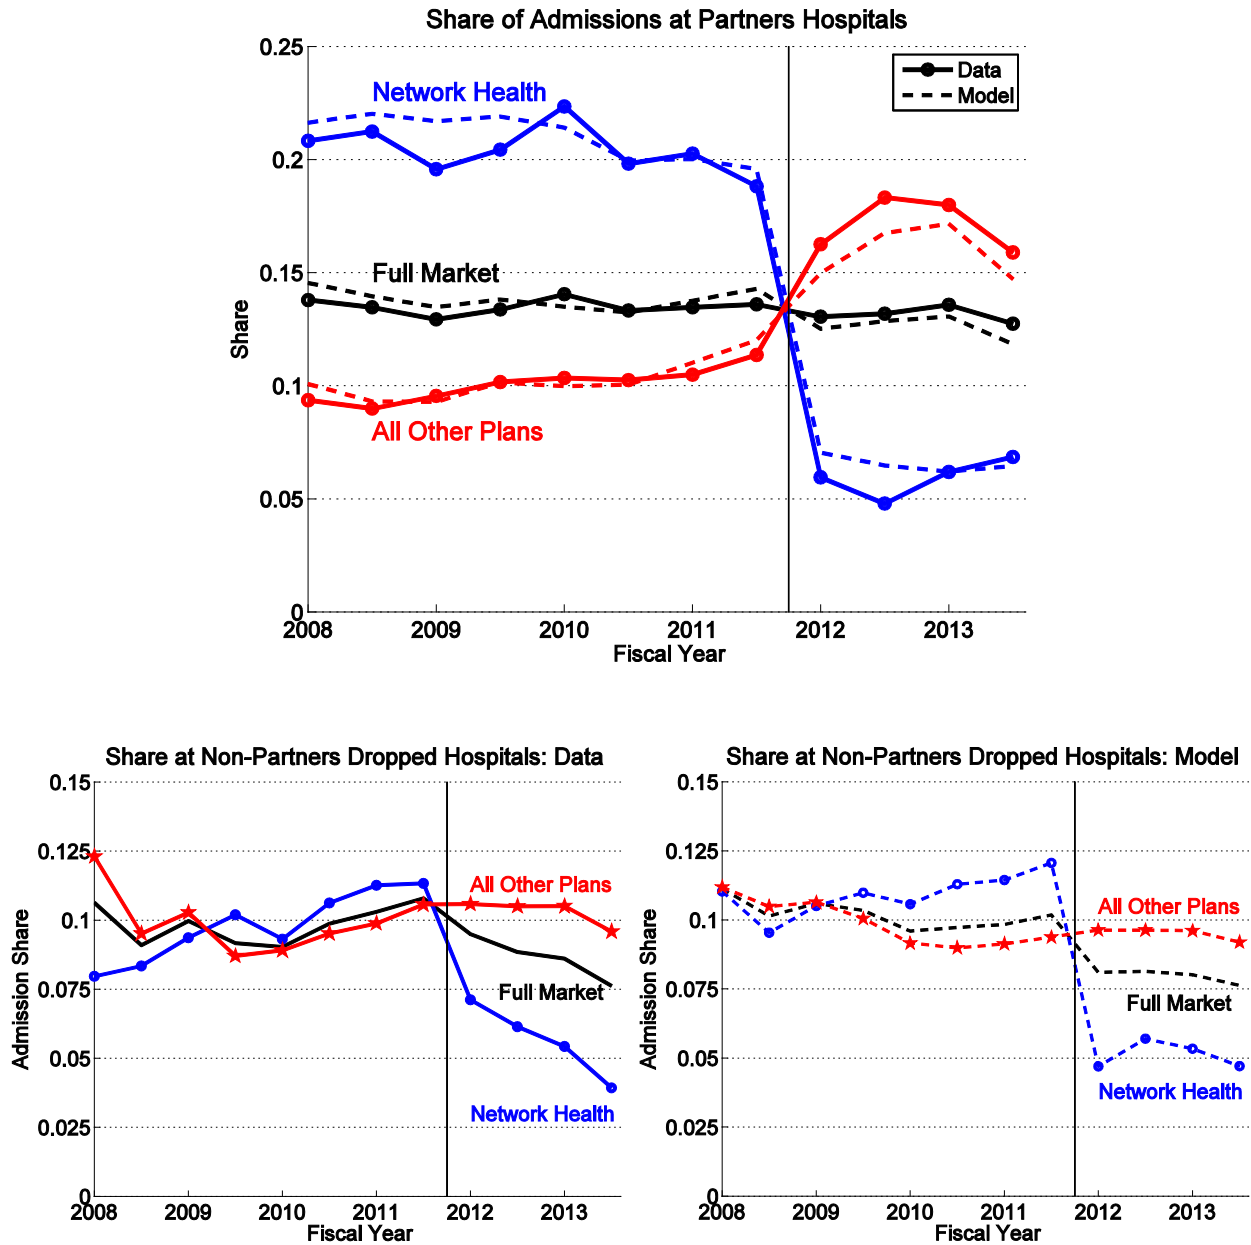 Share of Admissions at Partners Hospitals
0.25
0.2
0.15
0.1
0.05
0
Share
Network Health
Full Market
All Other Plans
Data
Model
2008 2009 2010 2011 2012 2013
Fiscal Year
Share at Non-Partners Dropped Hospitals: Data
0.15
0.125
0.1
0.075
0.05
0.025
0
Admission Share
All Other Plans
Full Market
Network Health
2008 2009 2010 2011 2012 2013
Fiscal Year
Share at Non-Partners Dropped Hospitals: Model
0.15
0.125
0.1
0.075
0.05
0.025
0
Admission Share
All Other Plans
Full Market
Network Health
2008 2009 2010 2011 2012 2013
Fiscal Year